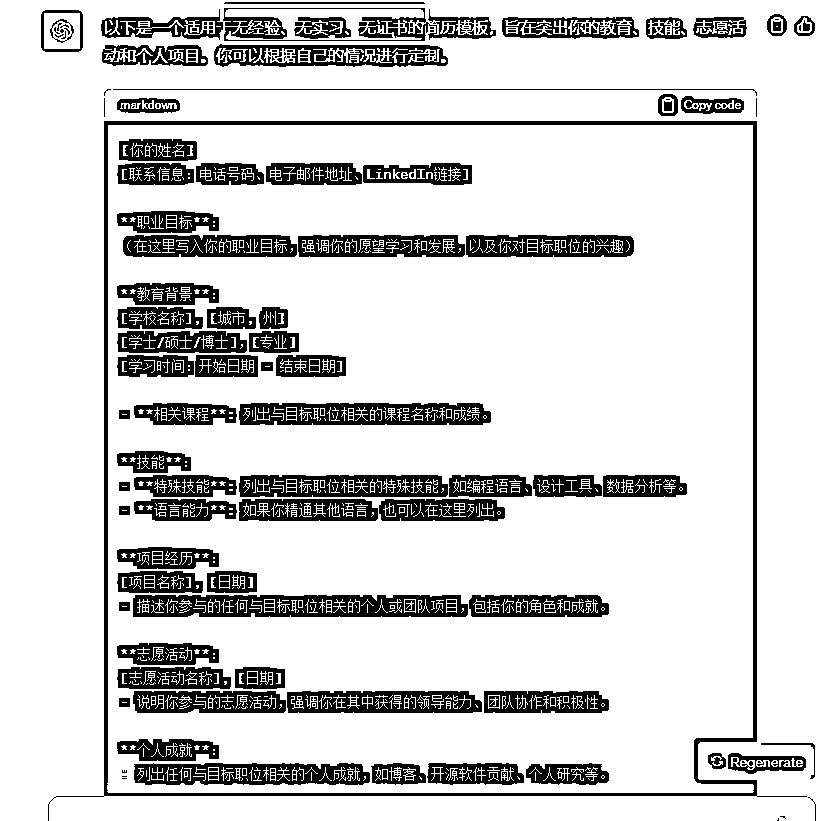 以下是一个适用于无经验、无实习、无证书的简历模板，旨在突出你的教育、技能、志愿活
动和个人项目。你可以根据自己的情况进行定制。
markdown
Copy code
[你的姓名]
[联系信息：电话号码、电子邮件地址、LinkedIn链接]
**职业目标**：
（在这里写入你的职业目标，强调你的愿望学习和发展，以及你对目标职位的兴趣）
**教育背景**：
[学校名称]，[城市，州]
[学士/硕士/博士]，[专业]
[学习时间：开始日期 - 结束日期]
- **相关课程**：列出与目标职位相关的课程名称和成绩。
**技能**：
- **特殊技能**：列出与目标职位相关的特殊技能，如编程语言、设计工具、数据分析等。
- **语言能力**：如果你精通其他语言，也可以在这里列出。
**项目经历**：
[项目名称]，[日期]
- 描述你参与的任何与目标职位相关的个人或团队项目，包括你的角色和成就。
**志愿活动**：
[志愿活动名称]，[日期]
- 说明你参与的志愿活动，强调你在其中获得的领导能力、团队协作和积极性。
**个人成就**：
- 列出任何与目标职位相关的个人成就，如博客、开源软件贡献、个人研究等。
Regenerate